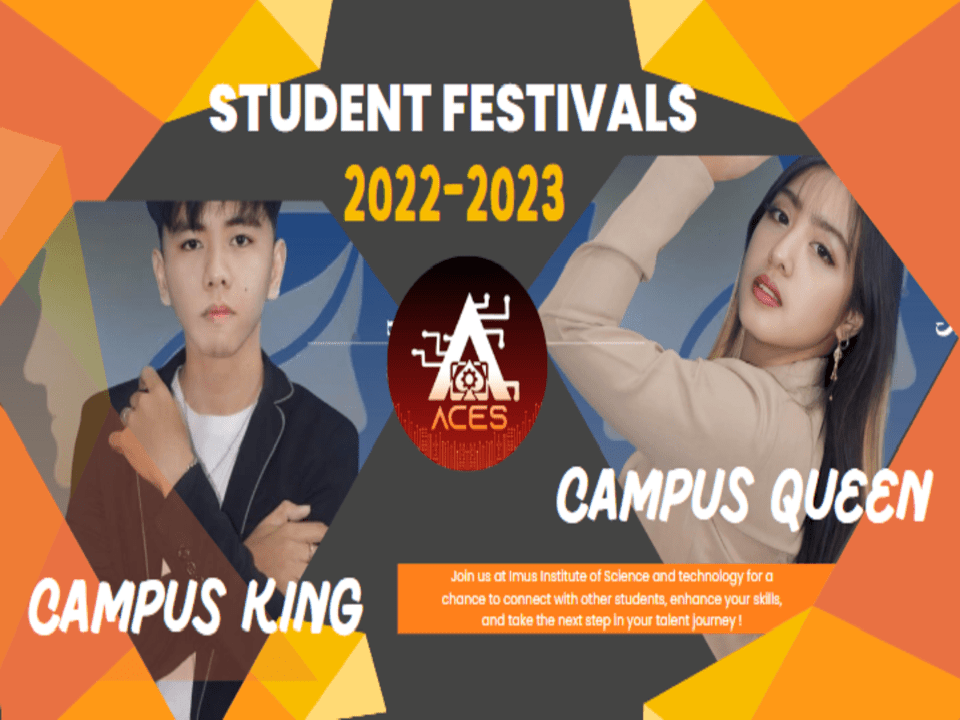 STUDENT FESTIVALS
2022-2023
ACES
CAMPUS QUEEN
CAMPUS KING
Join us at Imus Institute of Science and technology for a
chance to connect with other students, enhance your skills,
and take the next step in your talent journey !